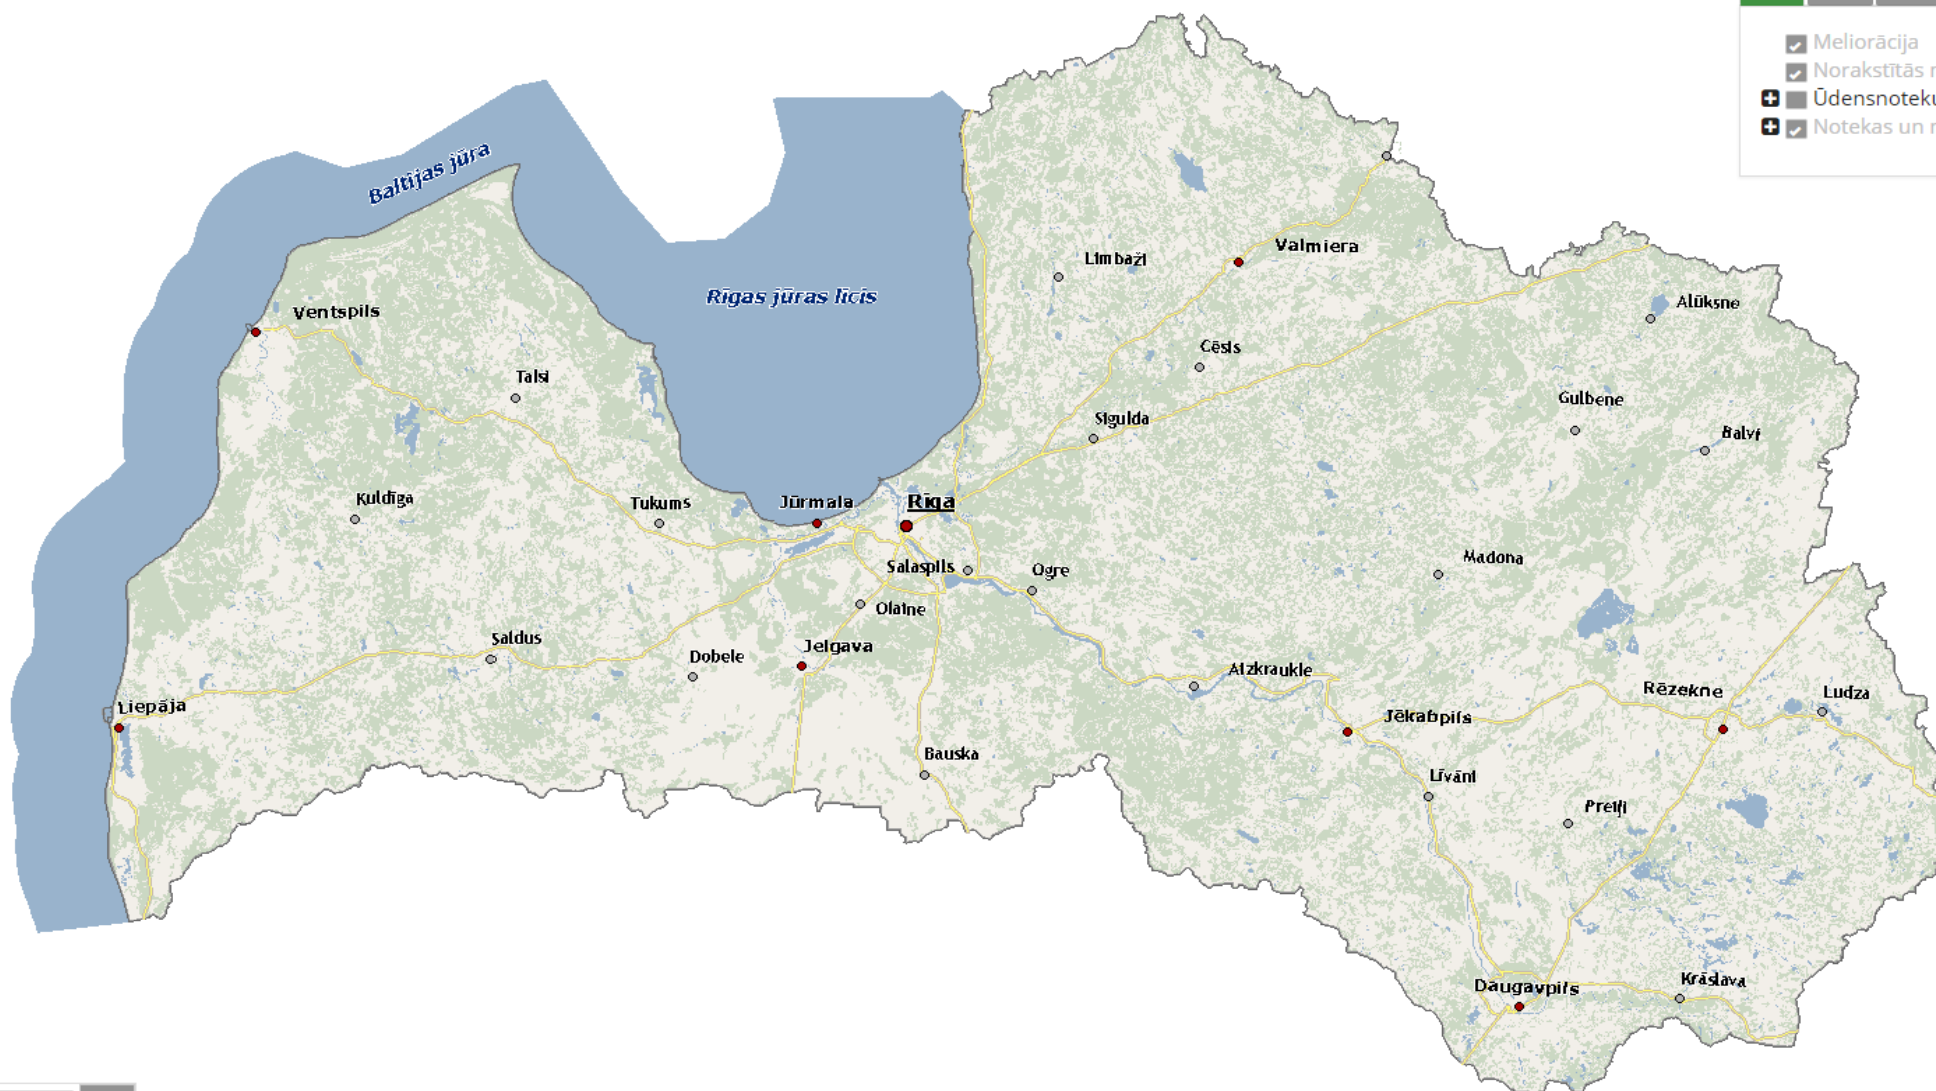 Meliorācija
Norakstītās
Ūdensnoteku
Notekas un
Baltijas jūra
Rīgas jūras līcis
Valmiera
Limbaži
Alūksne
Ventspils
Cēsis
Talsi
Gulbene
Sigulda
Balvi
Kuldīga
Tukums
Jūrmala
Rīga
Madona
Salaspils
Ogre
Olaine
Saldus
Jelgava
Dobele
Aizkraukle
Rēzekne
Ludza
Liepāja
Jēkabpils
Bauska
Līvāni
Preiļi
Krāslava
Daugavpils